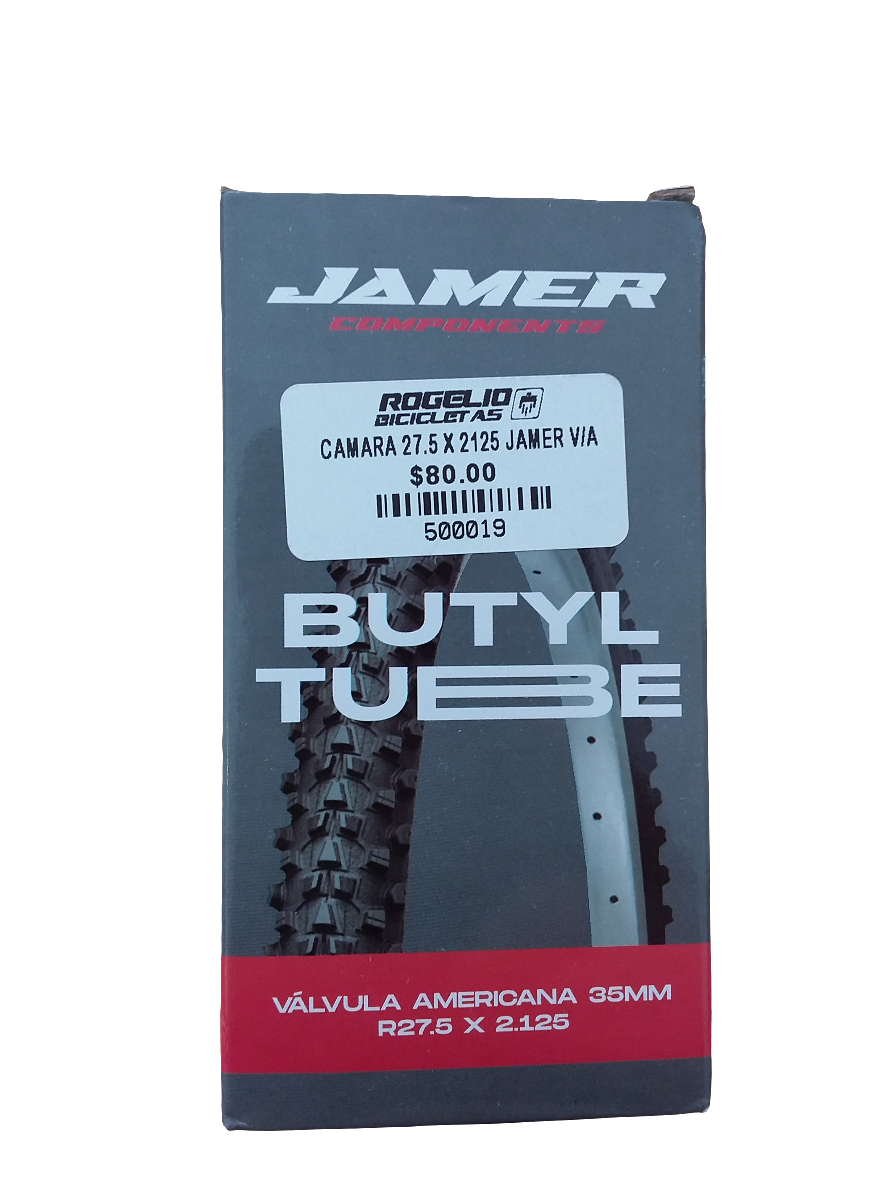 JAMER
COMPONENTS
ROGELIO
BICICLETAS
CAMARA 27.5 X 2125 JAMER V/A
$80.00
500019
BUTYL
TUBE
VÁLVULA AMERICANA 35MM
R27.5 X 2.125